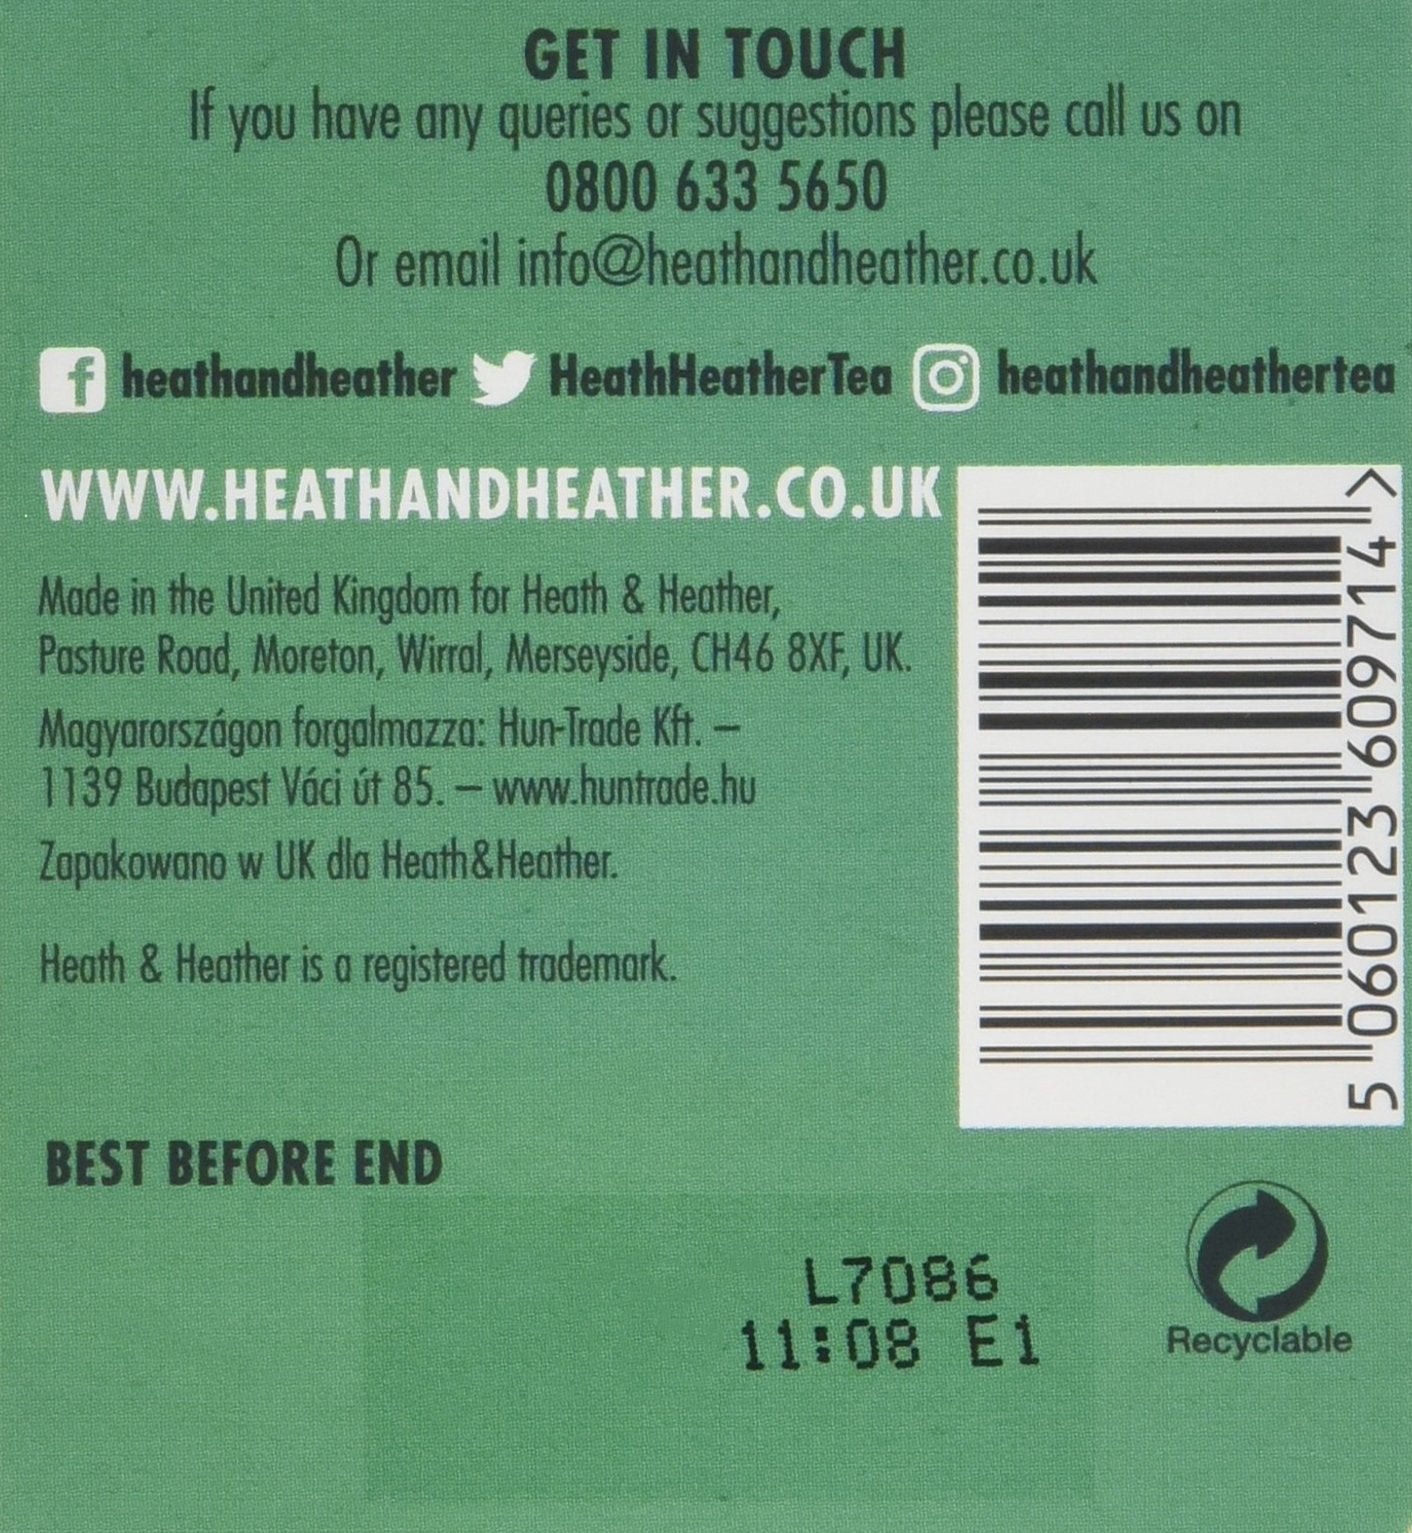 GET IN TOUCH
If you have any queries or suggestions please call us on
0800 633 5650
Or email info@heathandheather.co.uk
heathandheather HeathHeatherTea heathandheathertea
WWW.HEATHANDHEATHER.CO.UK
Made in the United Kingdom for Heath & Heather,
Pasture Road, Moreton, Wirral, Merseyside, CH46 8XF, UK.
Magyarországon forgalmazza: Hun-Trade Kft. –
1139 Budapest Váci út 85. – www.huntrade.hu
Zapakowano w UK dla Heath&Heather.
Heath & Heather is a registered trademark.
5 060123 609714 >
BEST BEFORE END
L7086
11:08 E1
Recyclable